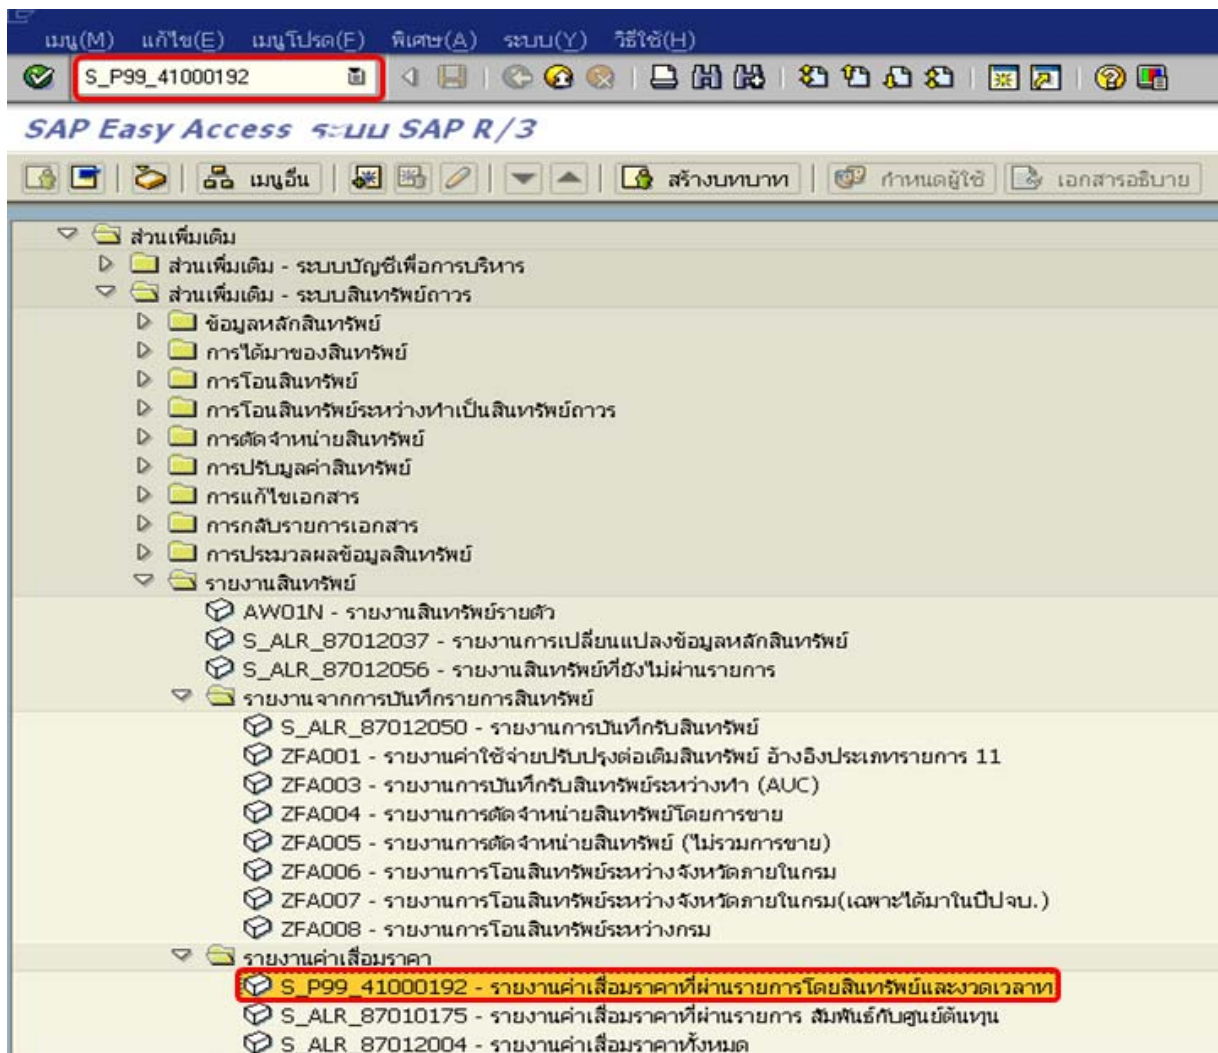 เมนู(M) แก้ไข(E) เมนูโปรด(F) พิเศษ(A) ระบบ(Y) วิธีใช้(H)
S_P99_41000192
SAP Easy Access ระบบ SAP R/3
เมนูอื่น สร้างบทบาท กำหนดผู้ใช้ เอกสารอธิบาย
ส่วนเพิ่มเติม
ส่วนเพิ่มเติม - ระบบบัญชีเพื่อการบริหาร
ส่วนเพิ่มเติม - ระบบสินทรัพย์ถาวร
ข้อมูลหลักสินทรัพย์
การได้มาของสินทรัพย์
การโอนสินทรัพย์
การโอนสินทรัพย์ระหว่างทำเป็นสินทรัพย์ถาวร
การตัดจำหน่ายสินทรัพย์
การปรับมูลค่าสินทรัพย์
การแก้ไขเอกสาร
การกลับรายการเอกสาร
การประมวลผลข้อมูลสินทรัพย์
รายงานสินทรัพย์
AW01N - รายงานสินทรัพย์รายตัว
S_ALR_87012037 - รายงานการเปลี่ยนแปลงข้อมูลหลักสินทรัพย์
S_ALR_87012056 - รายงานสินทรัพย์ที่ยังไม่ผ่านรายการ
รายงานจากการบันทึกรายการสินทรัพย์
S_ALR_87012050 - รายงานการบันทึกรับสินทรัพย์
ZFA001 - รายงานค่าใช้จ่ายปรับปรุงต่อเติมสินทรัพย์ อ้างอิงประเภทรายการ 11
ZFA003 - รายงานการบันทึกรับสินทรัพย์ระหว่างทำ (AUC)
ZFA004 - รายงานการตัดจำหน่ายสินทรัพย์โดยการขาย
ZFA005 - รายงานการตัดจำหน่ายสินทรัพย์ (ไม่รวมการขาย)
ZFA006 - รายงานการโอนสินทรัพย์ระหว่างจังหวัดภายในกรม
ZFA007 - รายงานการโอนสินทรัพย์ระหว่างจังหวัดภายในกรม(เฉพาะได้มาในปีปจบ.)
ZFA008 - รายงานการโอนสินทรัพย์ระหว่างกรม
รายงานค่าเสื่อมราคา
S_P99_41000192 - รายงานค่าเสื่อมราคาที่ผ่านรายการโดยสินทรัพย์และงวดเวลาท
S_ALR_87010175 - รายงานค่าเสื่อมราคาที่ผ่านรายการ สัมพันธ์กับศูนย์ต้นทุน
S_ALR_87012004 - รายงานค่าเสื่อมราคาทั้งหมด